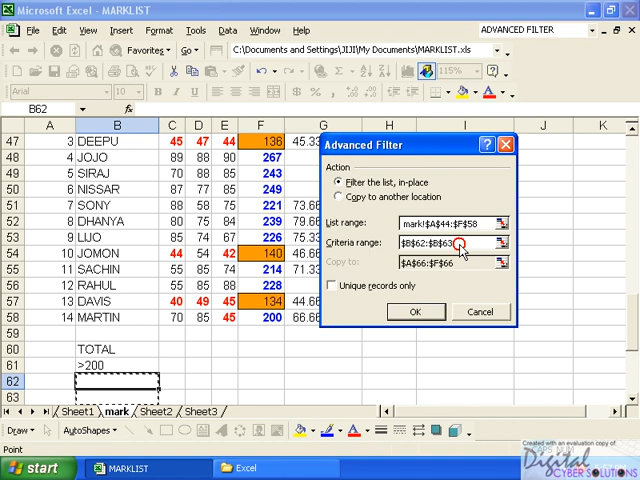 Microsoft Excel - MARKLIST
File Edit View Insert Format Tools Data Window Help
ADVANCED FILTER
Favorites Go C:\Documents and Settings\JIJI\My Documents\MARKLIST.xls
115%
Arial 10 B I U
B62 fx
A B C D E F G H I J K
47 3 DEEPU 45 47 44 136 45.33
48 4 JOJO 89 88 90 267
49 5 SIRAJ 70 88 85 243
50 6 NISSAR 87 77 85 249
51 7 SONY 88 58 75 221 73.66
52 8 DHANYA 80 75 84 239 79.66
53 9 LIJO 85 74 67 226 75.33
54 10 JOMON 44 54 42 140 46.66
55 11 SACHIN 55 85 74 214 71.33
56 12 RAHUL 55 85 88 228
57 13 DAVIS 40 49 45 134 44.66
58 14 MARTIN 70 85 45 200 66.66
59
60 TOTAL
61 >200
62
63
Advanced Filter
Action
Filter the list, in-place
Copy to another location
List range: mark!$A$44:$F$58
Criteria range: $B$62:$B$63
Copy to: $A$66:$F$66
Unique records only
OK Cancel
Sheet1 mark Sheet2 Sheet3
Draw AutoShapes
Point
CAPS NUM
Created with an evaluation copy of
Digital
CYBER SOLUTIONS
start MARKLIST Excel